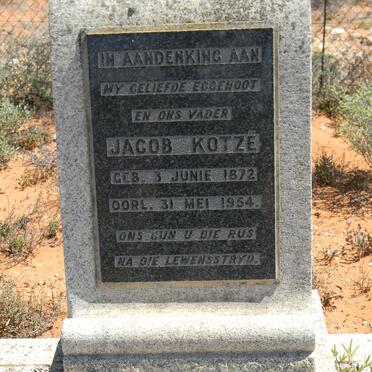 IN AANDENKING AAN
MY GELIEFDE EGGENOOT
EN ONS VADER
JACOB KOTZË
GEB. 3 JUNIE 1872
OORL. 31 MEI 1954.
ONS GUN U DIE RUS
NA DIE LEWENSSTRYD.